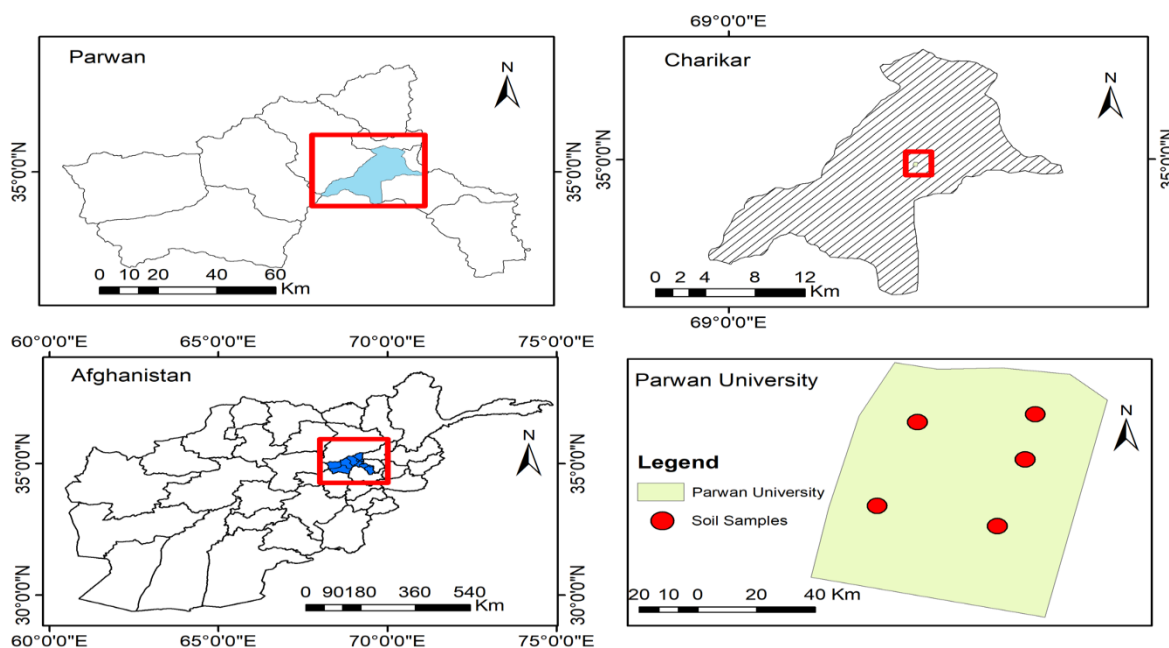 69°0'0"E
Parwan
N
35°0'0"N
0 10 20 40 60
Km
Charikar
N
35°0'0"N
35°0'0"N
0 2 4 8 12
Km
69°0'0"E
60°0'0"E 65°0'0"E 70°0'0"E 75°0'0"E
Afghanistan
N
35°0'0"N
35°0'0"N
30°0'0"N
30°0'0"N
0 90180 360 540
Km
60°0'0"E 65°0'0"E 70°0'0"E 75°0'0"E
Parwan University
N
Legend
Parwan University
Soil Samples
20 10 0 20 40 KM